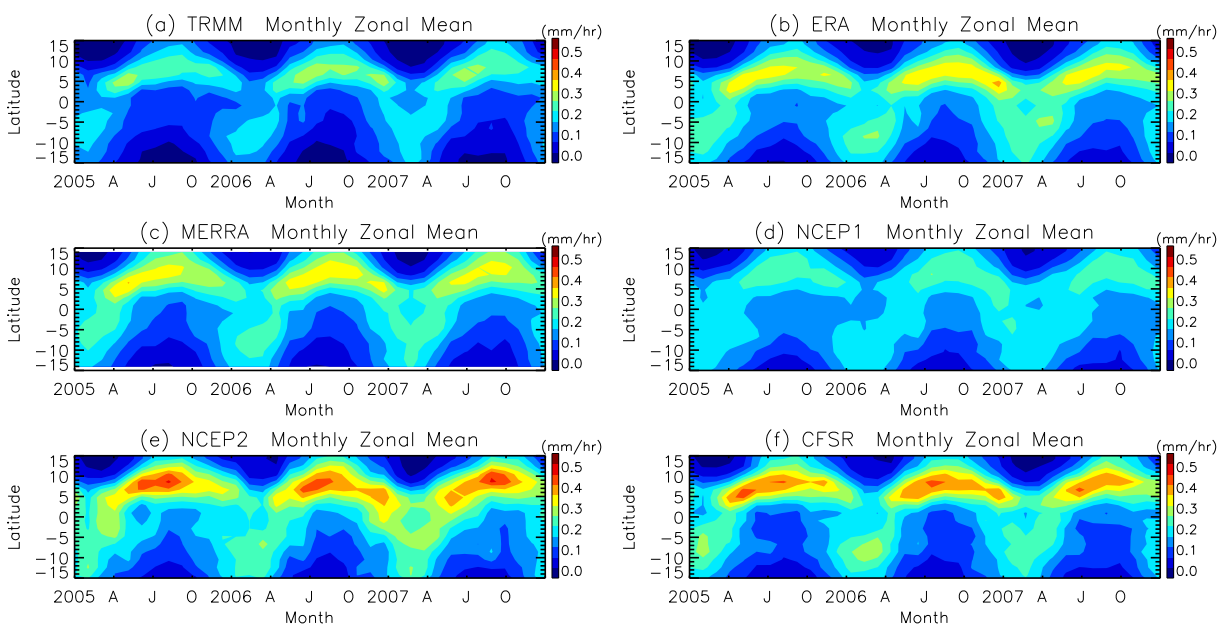 (a) TRMM Monthly Zonal Mean
(mm/hr)
15
10
5
0
-5
-10
-15
Latitude
2005 A J O 2006 A J O 2007 A J O
Month
0.5
0.4
0.3
0.2
0.1
0.0
(b) ERA Monthly Zonal Mean
(mm/hr)
15
10
5
0
-5
-10
-15
Latitude
2005 A J O 2006 A J O 2007 A J O
Month
0.5
0.4
0.3
0.2
0.1
0.0
(c) MERRA Monthly Zonal Mean
(mm/hr)
15
10
5
0
-5
-10
-15
Latitude
2005 A J O 2006 A J O 2007 A J O
Month
0.5
0.4
0.3
0.2
0.1
0.0
(d) NCEP1 Monthly Zonal Mean
(mm/hr)
15
10
5
0
-5
-10
-15
Latitude
2005 A J O 2006 A J O 2007 A J O
Month
0.5
0.4
0.3
0.2
0.1
0.0
(e) NCEP2 Monthly Zonal Mean
(mm/hr)
15
10
5
0
-5
-10
-15
Latitude
2005 A J O 2006 A J O 2007 A J O
Month
0.5
0.4
0.3
0.2
0.1
0.0
(f) CFSR Monthly Zonal Mean
(mm/hr)
15
10
5
0
-5
-10
-15
Latitude
2005 A J O 2006 A J O 2007 A J O
Month
0.5
0.4
0.3
0.2
0.1
0.0